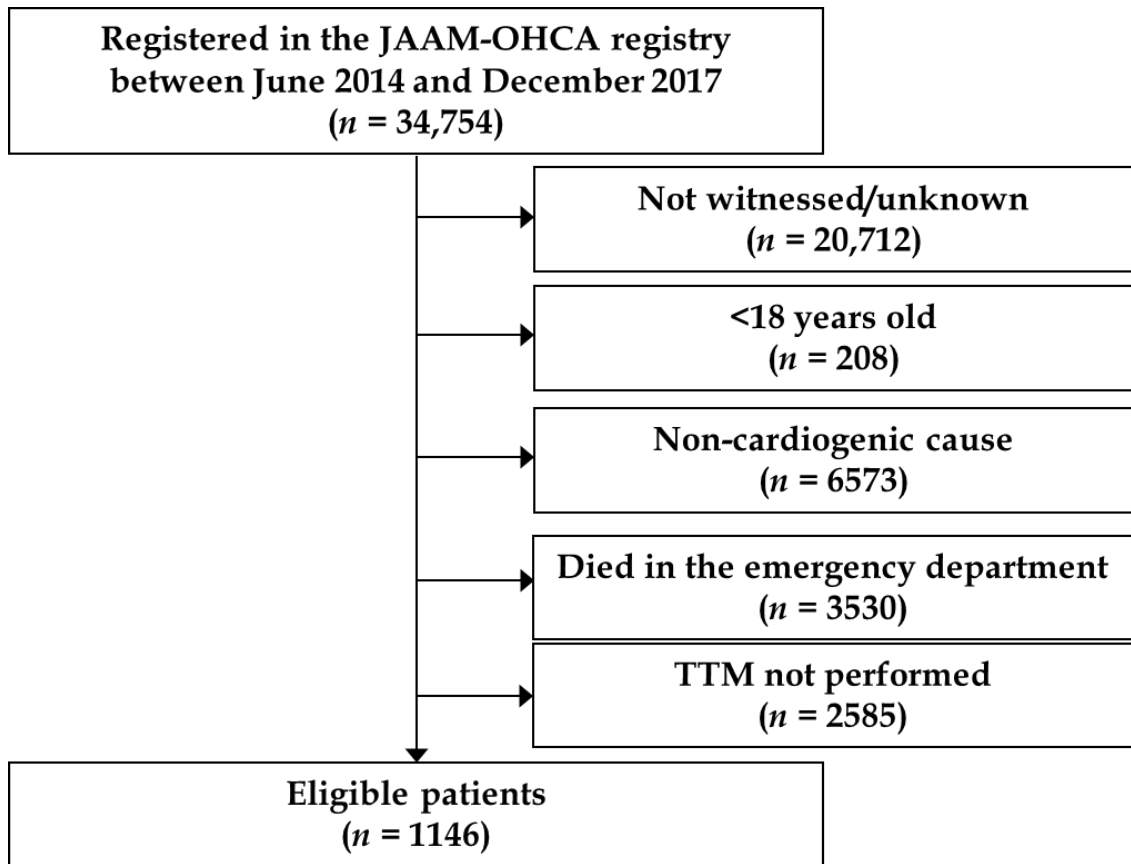 Registered in the JAAM-OHCA registry
between June 2014 and December 2017
(n = 34,754)
Not witnessed/unknown
(n = 20,712)
<18 years old
(n = 208)
Non-cardiogenic cause
(n = 6573)
Died in the emergency department
(n = 3530)
TTM not performed
(n = 2585)
Eligible patients
(n = 1146)